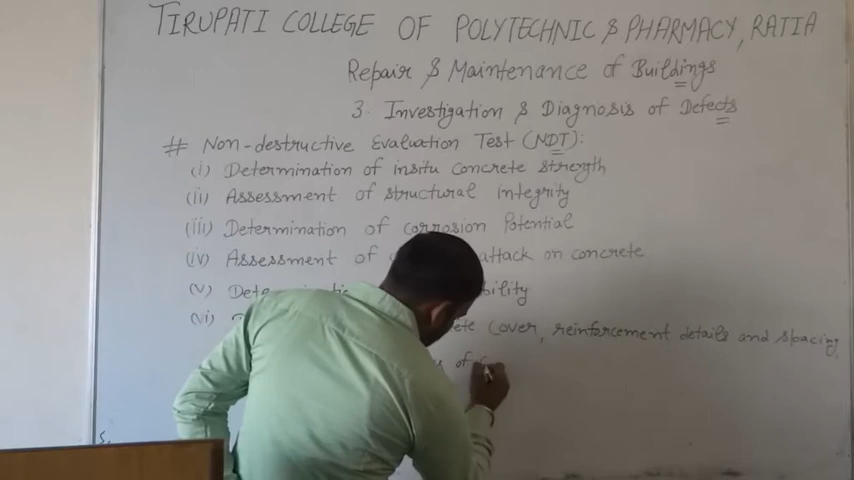 TIRUPATI COLLEGE OF POLYTECHNIC & PHARMACY, RATIA
Repair & Maintenance of Buildings
3. Investigation & Diagnosis of Defects
# Non-destructive Evaluation Test (NDT):
(i) Determination of insitu Concrete strength
(ii) Assessment of structural integrity
(iii) Determination of corrosion Potential
(iv) Assessment of attack on concrete
(v)
(vi) Cover, reinforcement details and spacing,
of